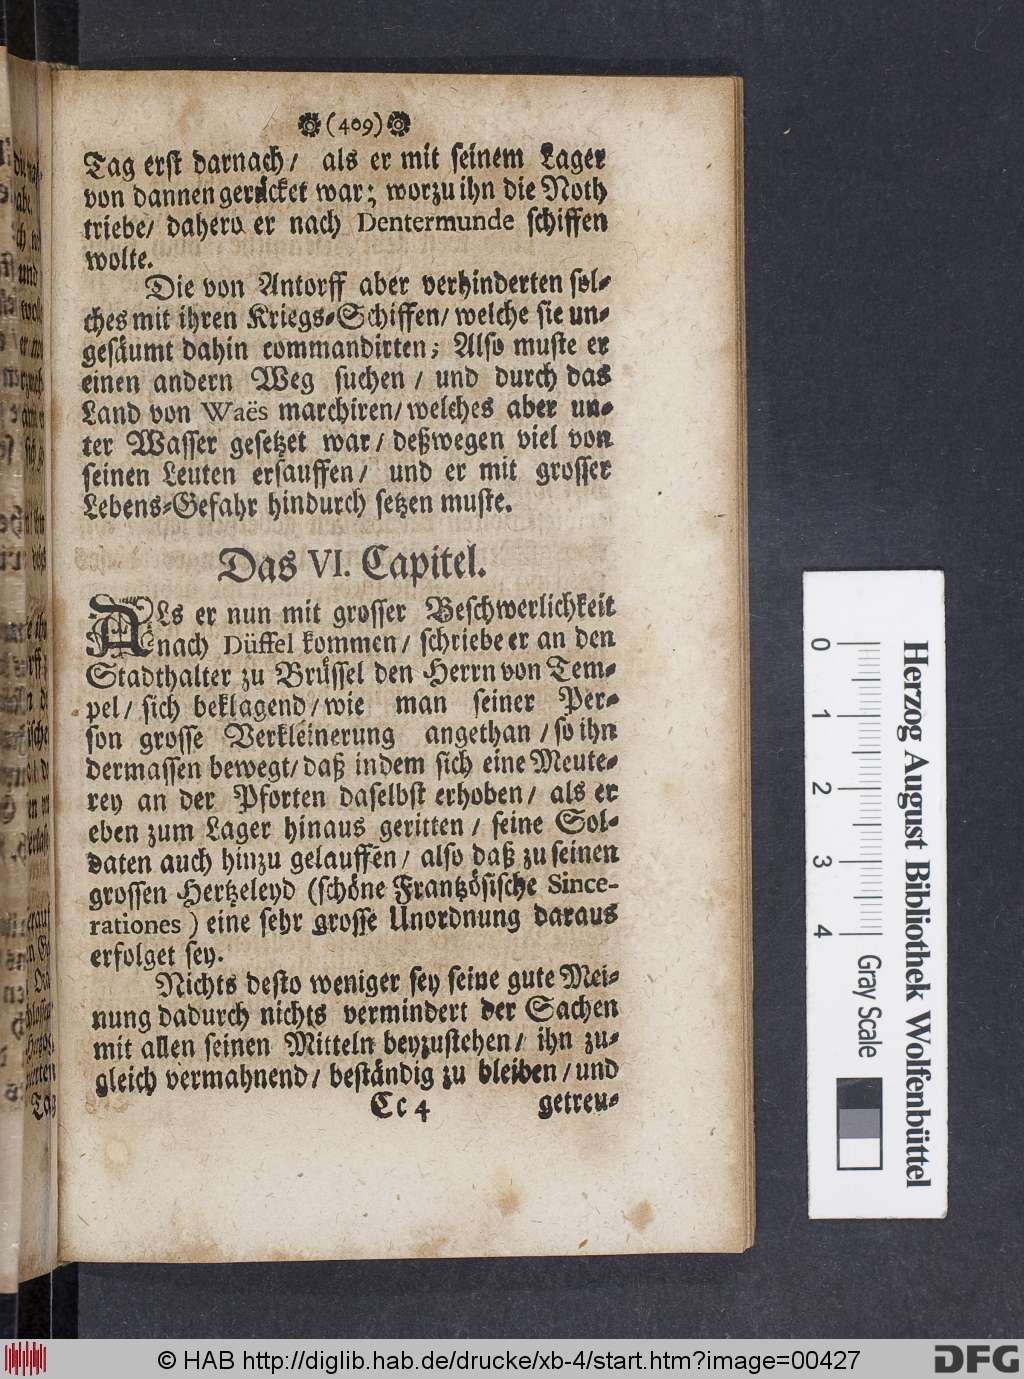 (409)
Tag erst darnach/ als er mit seinem Lager
von dannen gerücket war; worzu ihn die Noth
triebe/ dahero er nach Dentermunde schiffen
wolte.
Die von Antorff aber verhinderten sol-
ches mit ihren Kriegs-Schiffen/ welche sie un-
gesäumt dahin commandirten; Also muste er
einen andern Weg suchen/ und durch das
Land von Waës marchiren/ welches aber un-
ter Wasser gesetzet war/ deßwegen viel von
seinen Leuten ersauffen/ und er mit grosser
Lebens-Gefahr hindurch setzen muste.
Das VI. Capitel.
ALs er nun mit grosser Beschwerlichkeit
nach Düffel kommen/ schriebe er an den
Stadthalter zu Brüssel den Herrn von Tem-
pel/ sich beklagend/ wie man seiner Per-
son grosse Verkleinerung angethan/ so ihn
dermassen bewegt/ daß indem sich eine Meute-
rey an der Pforten daselbst erhoben/ als er
eben zum Lager hinaus geritten/ seine Sol-
daten auch hinzu gelauffen/ also daß zu seinen
grossen Hertzeleyd (schöne Frantzösische Since-
rationes) eine sehr grosse Unordnung daraus
erfolget sey.
Nichts desto weniger sey seine gute Mei-
nung dadurch nichts vermindert der Sachen
mit allen seinen Mitteln beyzustehen/ ihn zu-
gleich vermahnend/ beständig zu bleiben/ und
Cc 4 getreu-
0 1 2 3 4 Gray Scale
Herzog August Bibliothek Wolfenbüttel
© HAB http://diglib.hab.de/drucke/xb-4/start.htm?image=00427
DFG